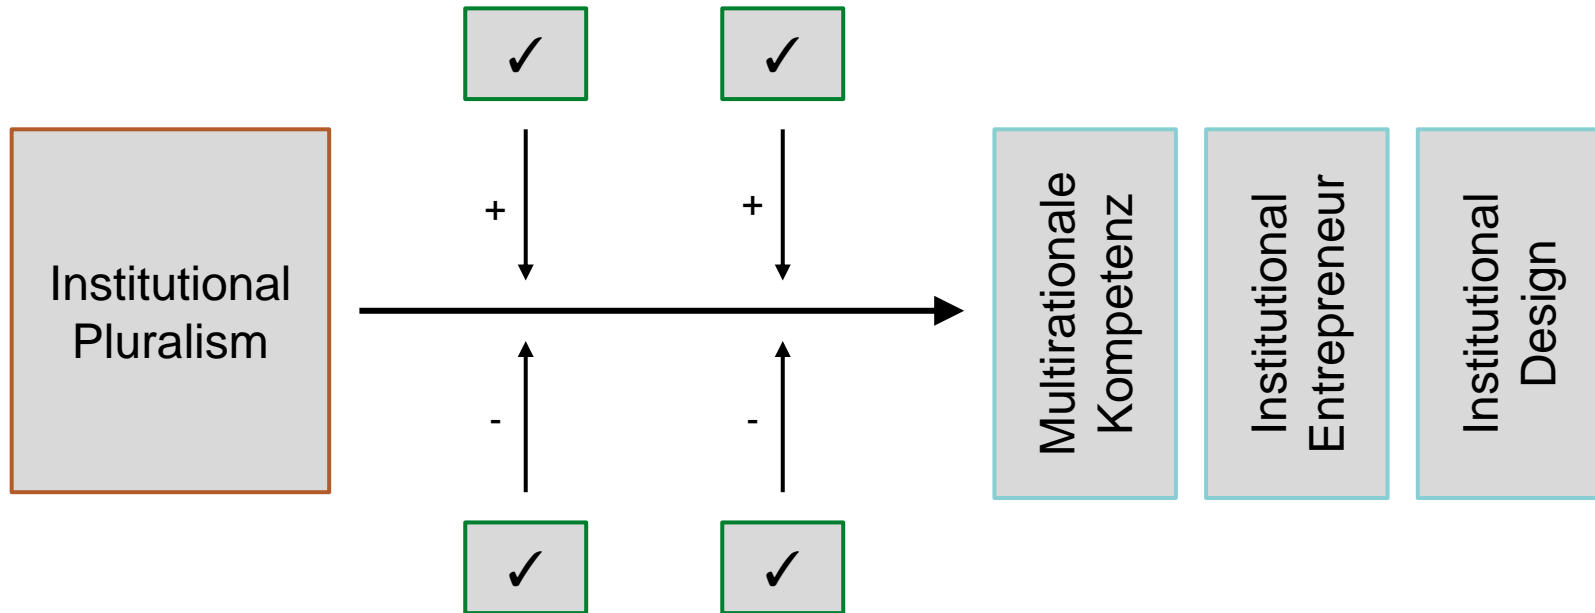 ✓ ✓
+ +
Institutional
Pluralism
- -
✓ ✓
Multirationale
Kompetenz
Institutional
Entrepreneur
Institutional
Design